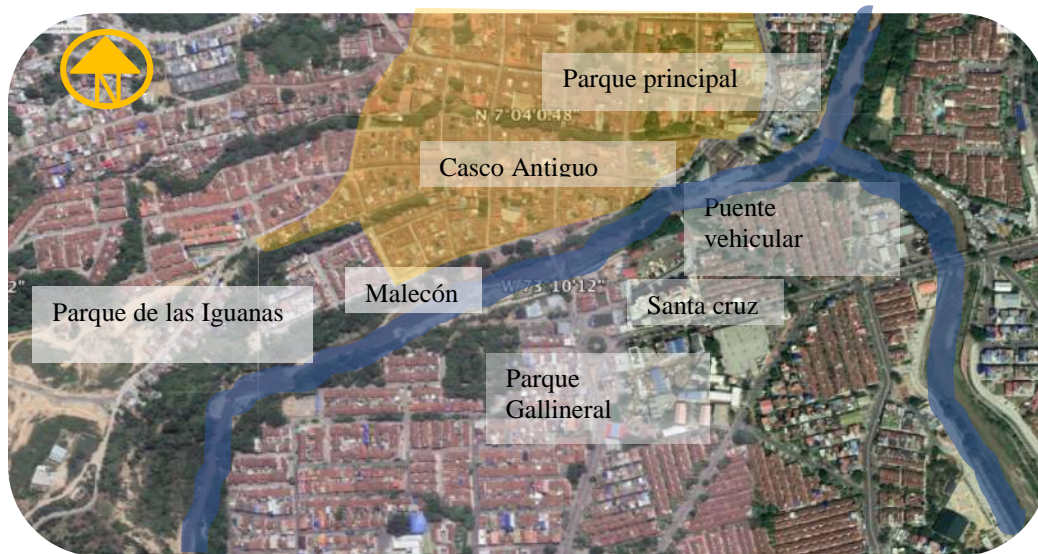 N
Parque principal
N 7°04'0.48"
Casco Antiguo
Puente
vehicular
2"
Malecón
W 73°10'12"
Parque de las Iguanas
Santa cruz
Parque
Gallineral